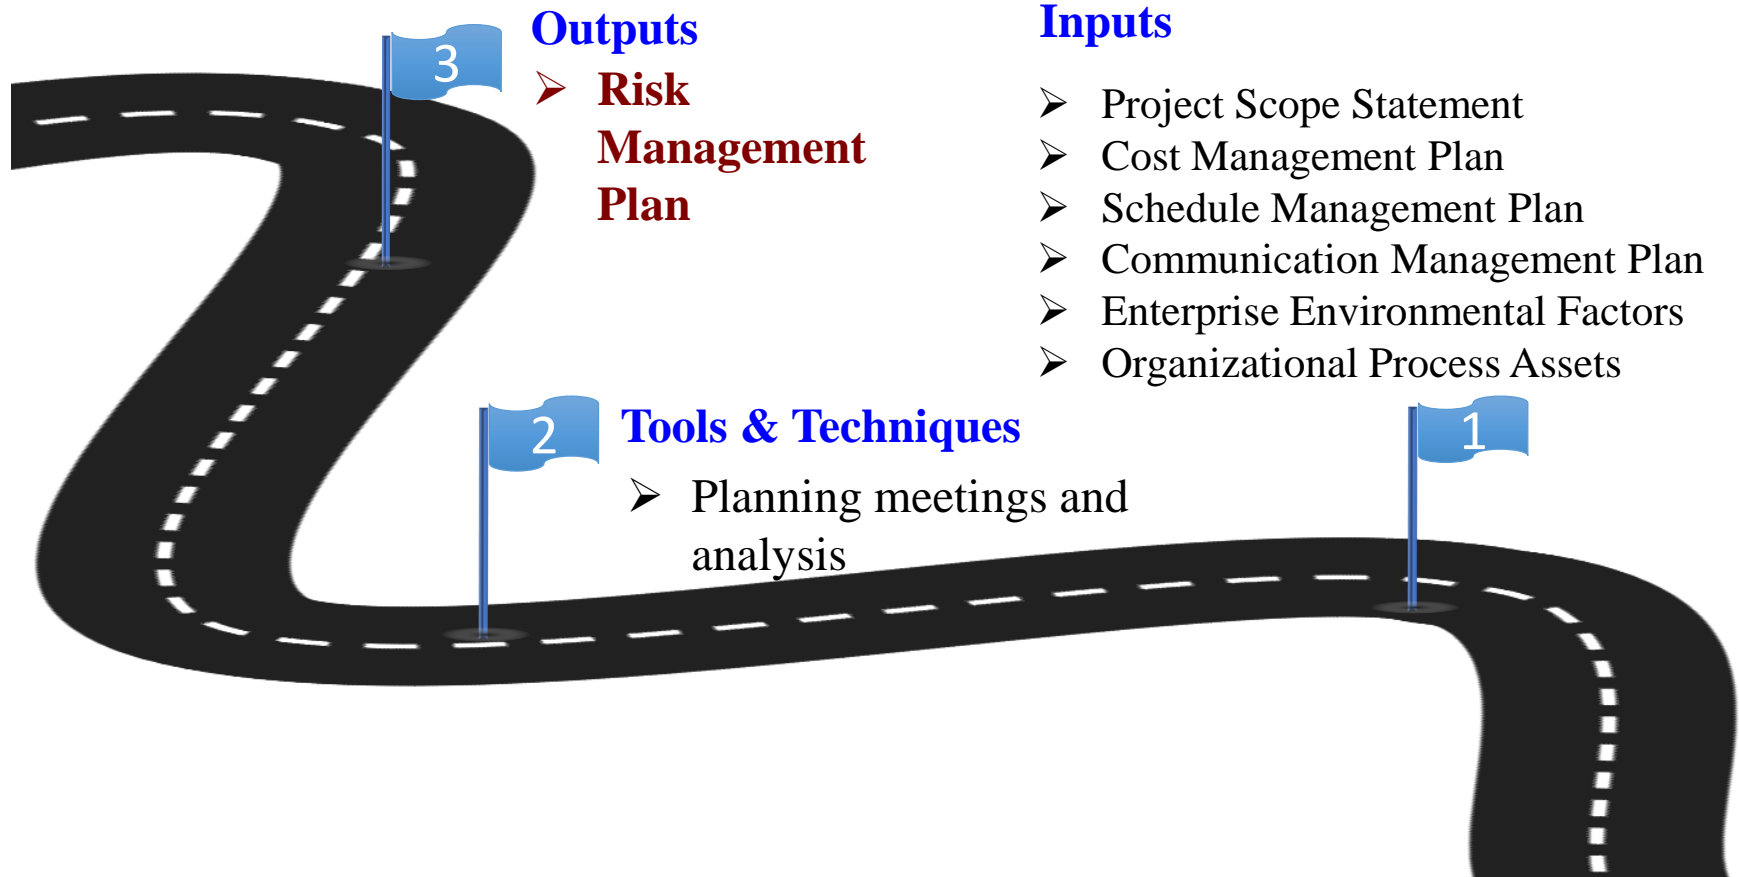 3
Outputs
➢ Risk
Management
Plan
Inputs
➢ Project Scope Statement
➢ Cost Management Plan
➢ Schedule Management Plan
➢ Communication Management Plan
➢ Enterprise Environmental Factors
➢ Organizational Process Assets
2
Tools & Techniques
➢ Planning meetings and
analysis
1